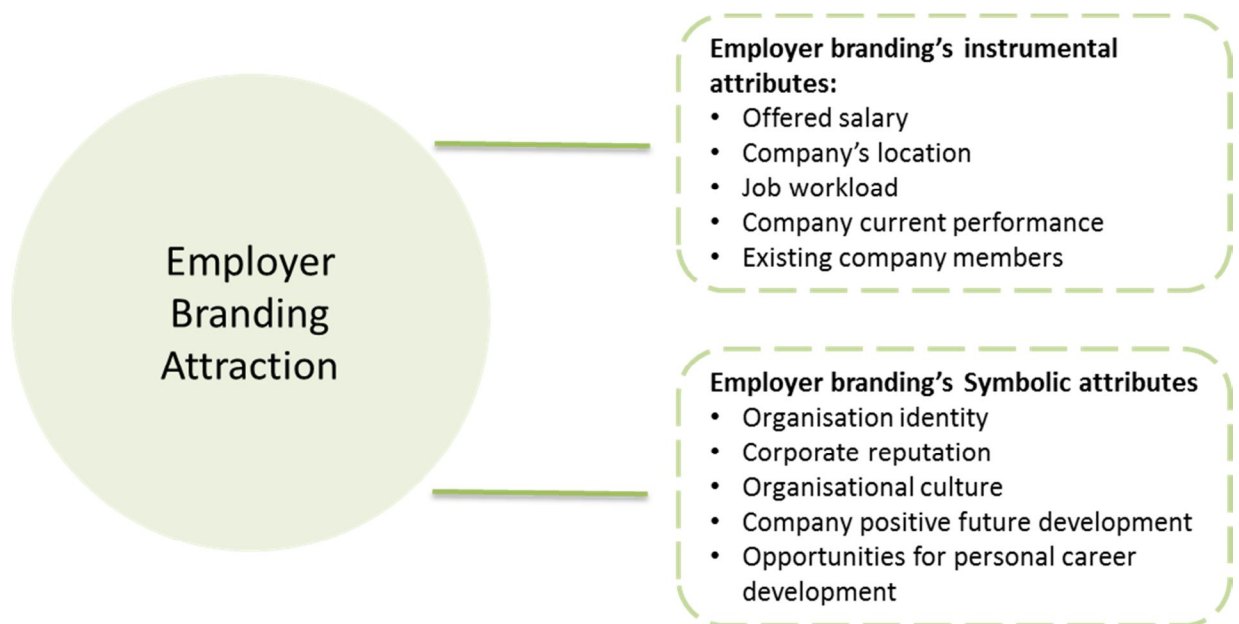 Employer
Branding
Attraction
Employer branding's instrumental
attributes:
• Offered salary
• Company's location
• Job workload
• Company current performance
• Existing company members
Employer branding's Symbolic attributes
• Organisation identity
• Corporate reputation
• Organisational culture
• Company positive future development
• Opportunities for personal career
development